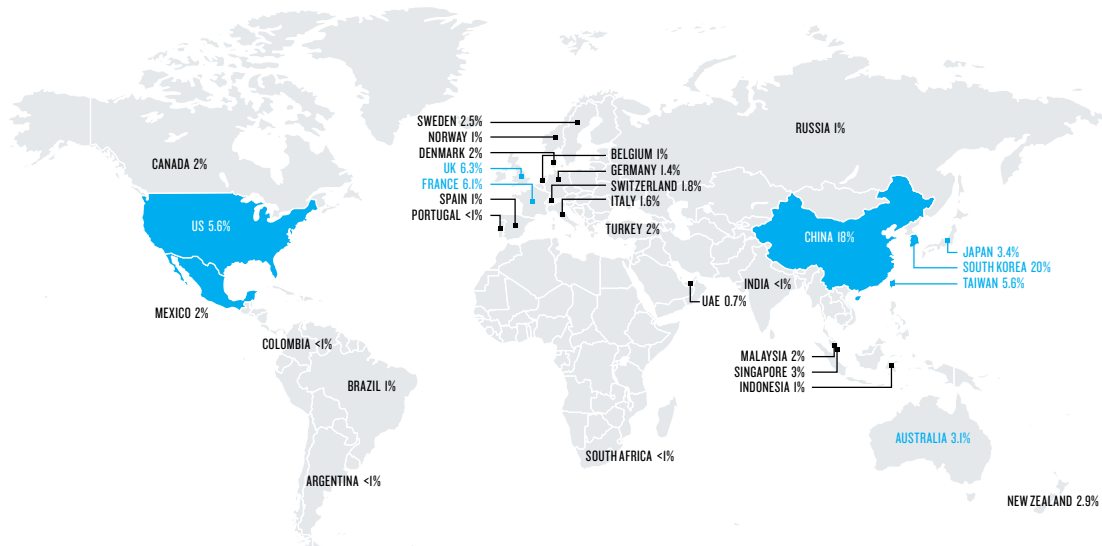 SWEDEN 2.5%
NORWAY 1%
DENMARK 2%
UK 6.3%
FRANCE 6.1%
SPAIN 1%
PORTUGAL <1%
BELGIUM 1%
GERMANY 1.4%
SWITZERLAND 1.8%
ITALY 1.6%
TURKEY 2%
RUSSIA 1%
CANADA 2%
US 5.6%
MEXICO 2%
COLOMBIA <1%
BRAZIL 1%
ARGENTINA <1%
CHINA 18%
JAPAN 3.4%
SOUTH KOREA 20%
TAIWAN 5.6%
INDIA <1%
UAE 0.7%
MALAYSIA 2%
SINGAPORE 3%
INDONESIA 1%
AUSTRALIA 3.1%
SOUTH AFRICA <1%
NEW ZEALAND 2.9%